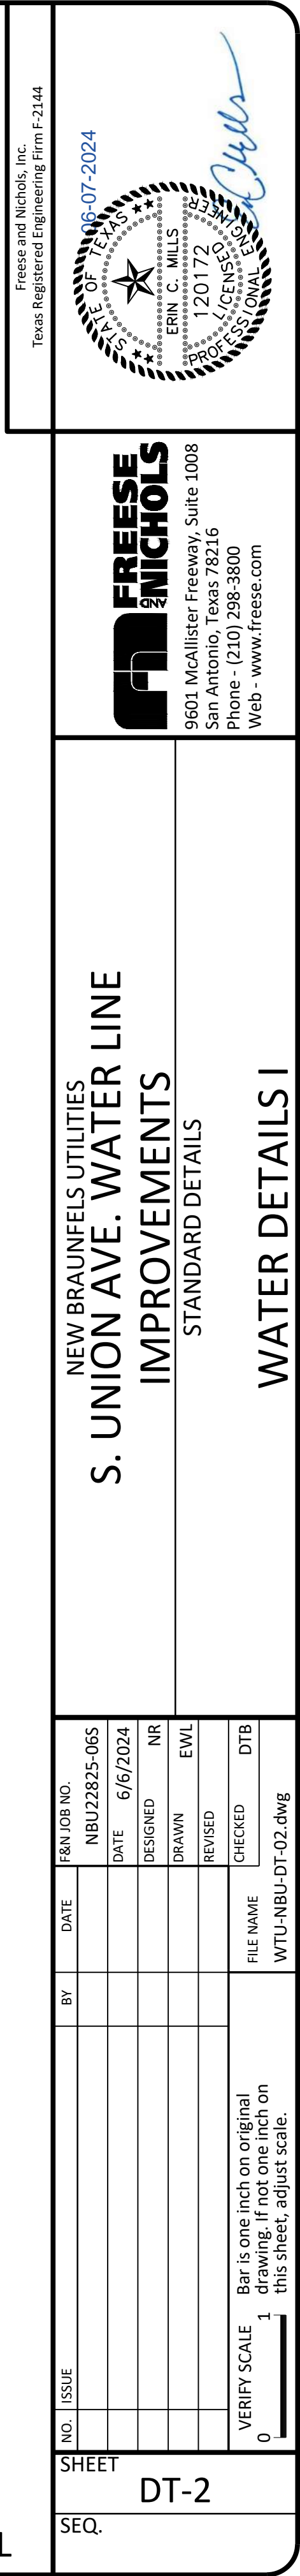 Freese and Nichols, Inc.
Texas Registered Engineering Firm F-2144
06-07-2024
STATE OF TEXAS
ERIN C. MILLS
120172
LICENSED
PROFESSIONAL ENGINEER
FREESE
AND NICHOLS
9601 McAllister Freeway, Suite 1008
San Antonio, Texas 78216
Phone - (210) 298-3800
Web - www.freese.com
NEW BRAUNFELS UTILITIES
S. UNION AVE. WATER LINE
IMPROVEMENTS
STANDARD DETAILS
WATER DETAILS I
F&N JOB NO.
NBU22825-06S
DATE 6/6/2024
DESIGNED NR
DRAWN EWL
REVISED
CHECKED DTB
FILE NAME
WTU-NBU-DT-02.dwg
NO. ISSUE BY DATE
VERIFY SCALE
0 1
Bar is one inch on original
drawing. If not one inch on
this sheet, adjust scale.
SHEET
DT-2
SEQ.
L